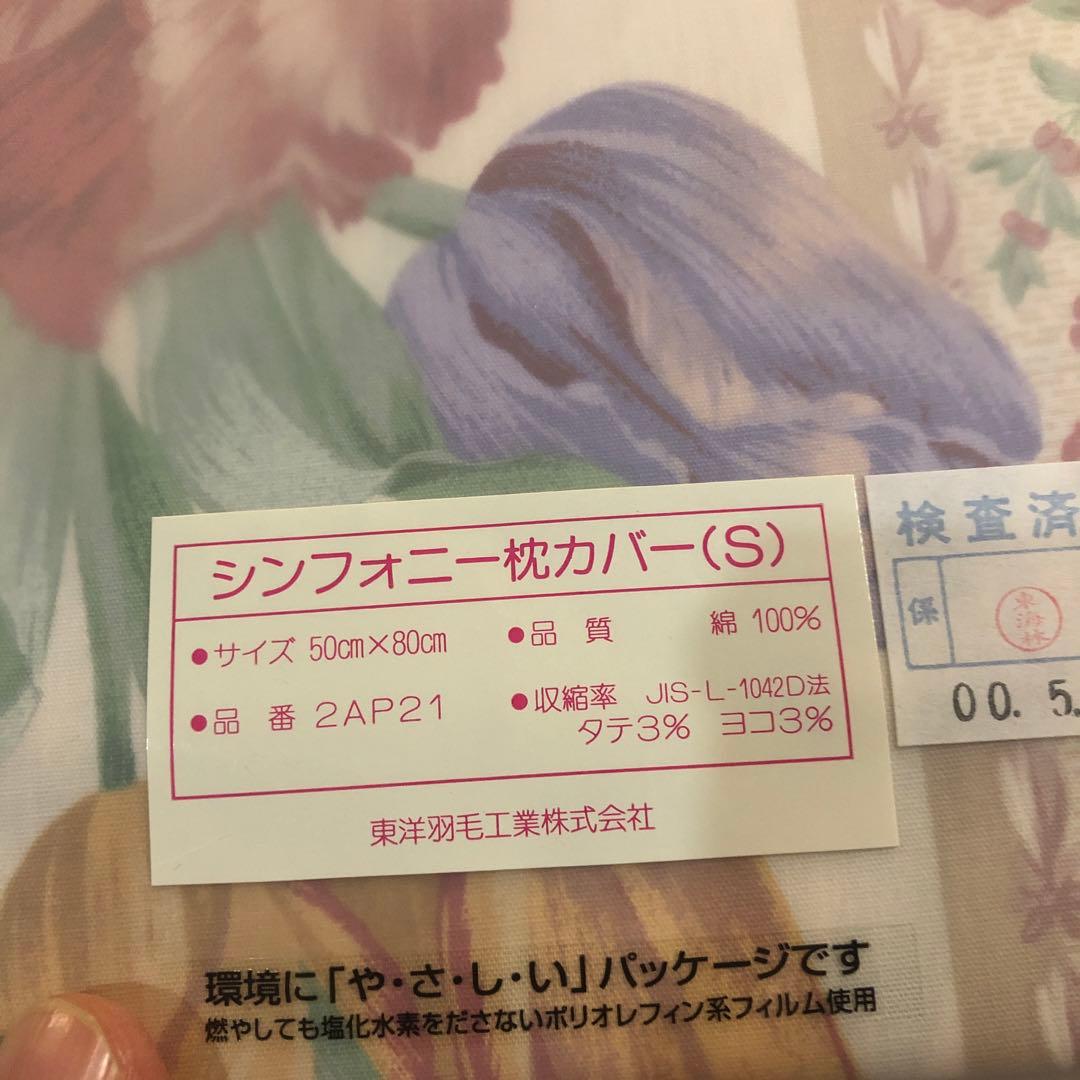 シンフォニー枕カバー(S)
●サイズ 50㎝×80㎝
●品質 綿 100%
●品番 2AP21
●収縮率 JIS-L-1042D法
タテ3% ヨコ3%
東洋羽毛工業株式会社
検査済
係
東海林
00. 5.
環境に「や・さ・し・い」パッケージです
燃やしても塩化水素をださないポリオレフィン系フィルム使用